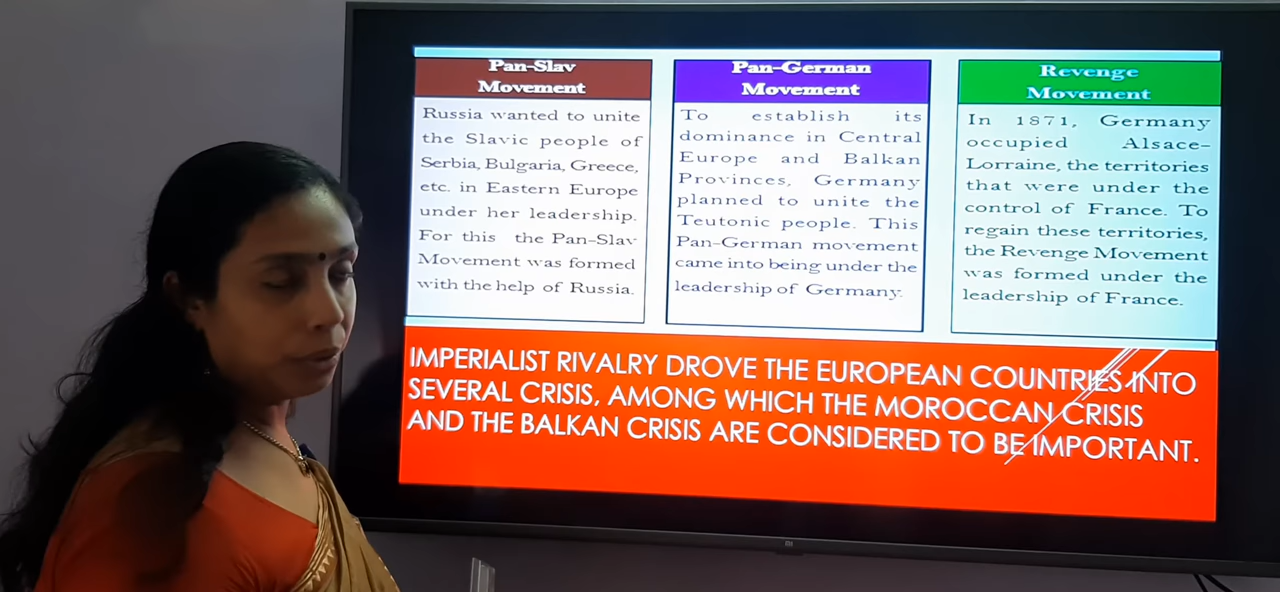 Pan-Slav
Movement
Russia wanted to unite
the Slavic people of
Serbia, Bulgaria, Greece,
etc. in Eastern Europe
under her leadership.
For this the Pan-Slav
Movement was formed
with the help of Russia.
Pan-German
Movement
To establish its
dominance in Central
Europe and Balkan
Provinces, Germany
planned to unite the
Teutonic people. This
Pan-German movement
came into being under the
leadership of Germany.
Revenge
Movement
In 1871, Germany
occupied Alsace-
Lorraine, the territories
that were under the
control of France. To
regain these territories,
the Revenge Movement
was formed under the
leadership of France.
IMPERIALIST RIVALRY DROVE THE EUROPEAN COUNTRIES INTO
SEVERAL CRISIS, AMONG WHICH THE MOROCCAN CRISIS
AND THE BALKAN CRISIS ARE CONSIDERED TO BE IMPORTANT.
mi